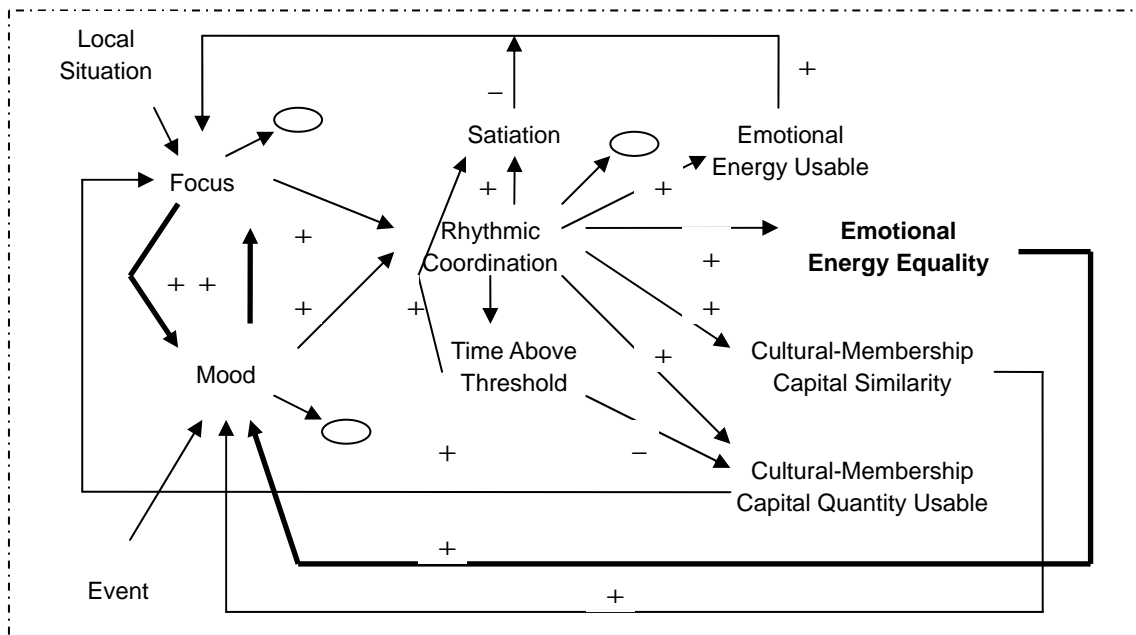 Local
Situation
+
−
Satiation
Emotional
Energy Usable
Focus
+
+
Rhythmic
Coordination
Emotional
Energy Equality
+
+
+ +
+
+
+
Time Above
Threshold
+
Cultural-Membership
Capital Similarity
Mood
+
−
Cultural-Membership
Capital Quantity Usable
+
Event
+